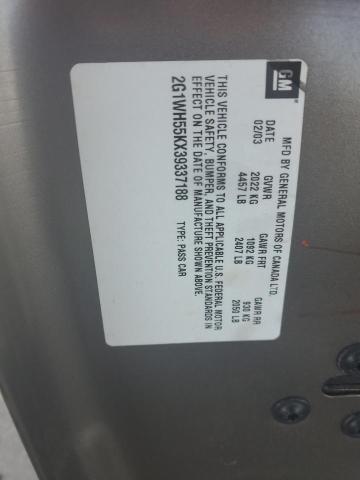 GM
MFD BY GENERAL MOTORS OF CANADA LTD.
DATE GVWR GAWR FRT GAWR RR
02/03 2022 KG 1092 KG 930 KG
4457 LB 2407 LB 2050 LB
THIS VEHICLE CONFORMS TO ALL APPLICABLE U.S. FEDERAL MOTOR
VEHICLE SAFETY, BUMPER, AND THEFT PREVENTION STANDARDS IN
EFFECT ON THE DATE OF MANUFACTURE SHOWN ABOVE.
2G1WH55KX39337188 TYPE: PASS CAR